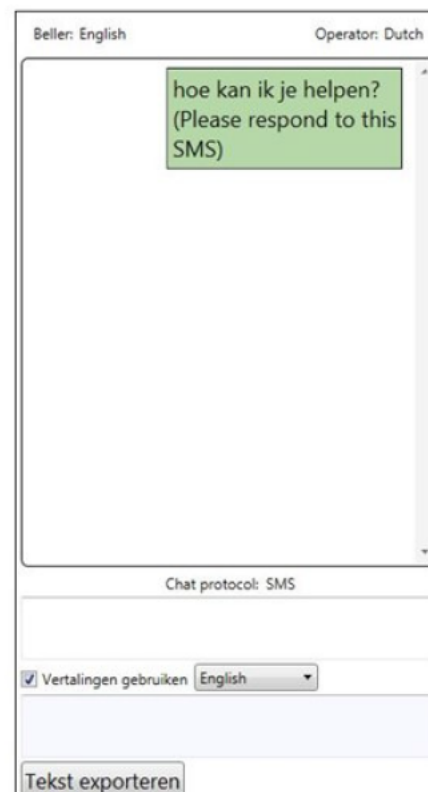 Beller: English Operator: Dutch
hoe kan ik je helpen?
(Please respond to this
SMS)
Chat protocol: SMS
Vertalingen gebruiken English
Tekst exporteren